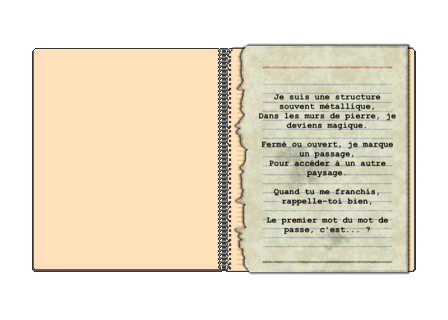 Je suis une structure
souvent métallique,
Dans les murs de pierre, je
deviens magique.
Fermé ou ouvert, je marque
un passage,
Pour accéder à un autre
paysage.
Quand tu me franchis,
rappelle-toi bien,
Le premier mot du mot de
passe, c'est... ?